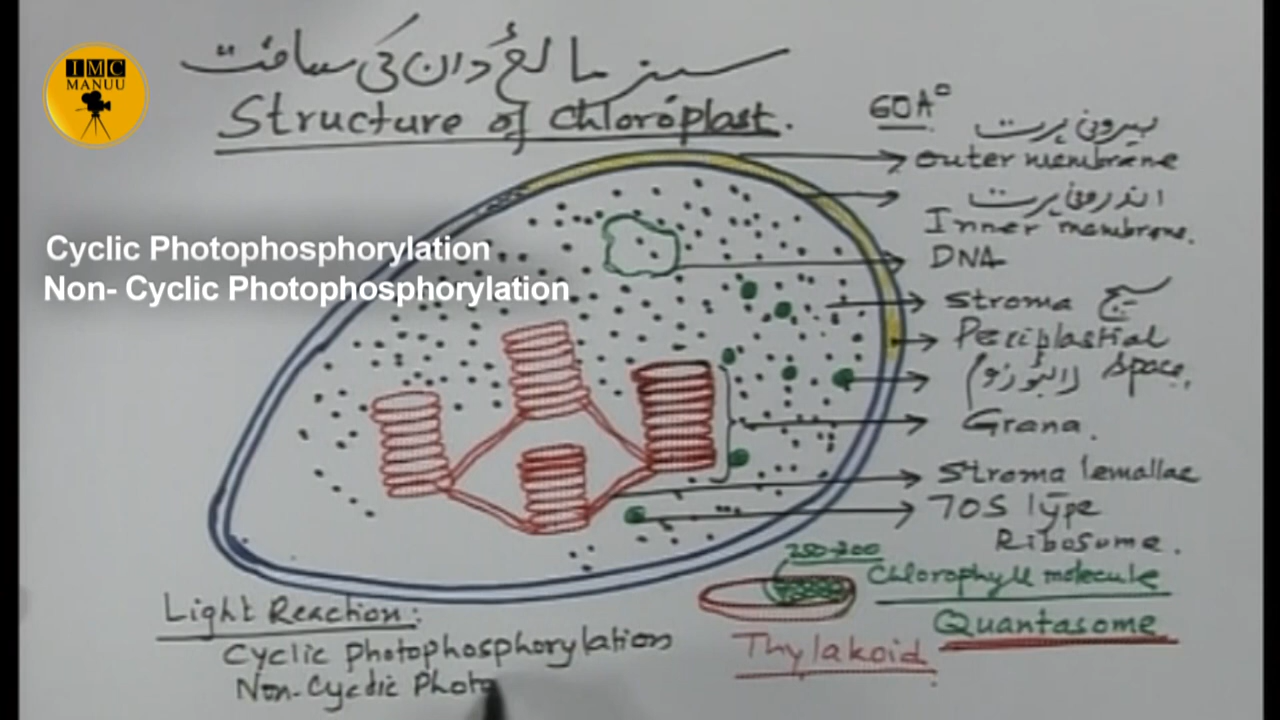 IMC
MANUU
سبز مائع دان کی ساخت
Structure of Chloroplast.
60A°
بیرونی پرت
outer membrane
اندرونی پرت
Inner membrane.
DNA
Stroma سیج
Periplastial
Space.
رائبوزوم
Grana.
Stroma lemallae
70S Type
Ribosome.
Cyclic Photophosphorylation
Non- Cyclic Photophosphorylation
Chlorophyll molecule
Quantasome
Thylakoid
Light Reaction:
Cyclic photophosphorylation
Non-Cyclic Photo